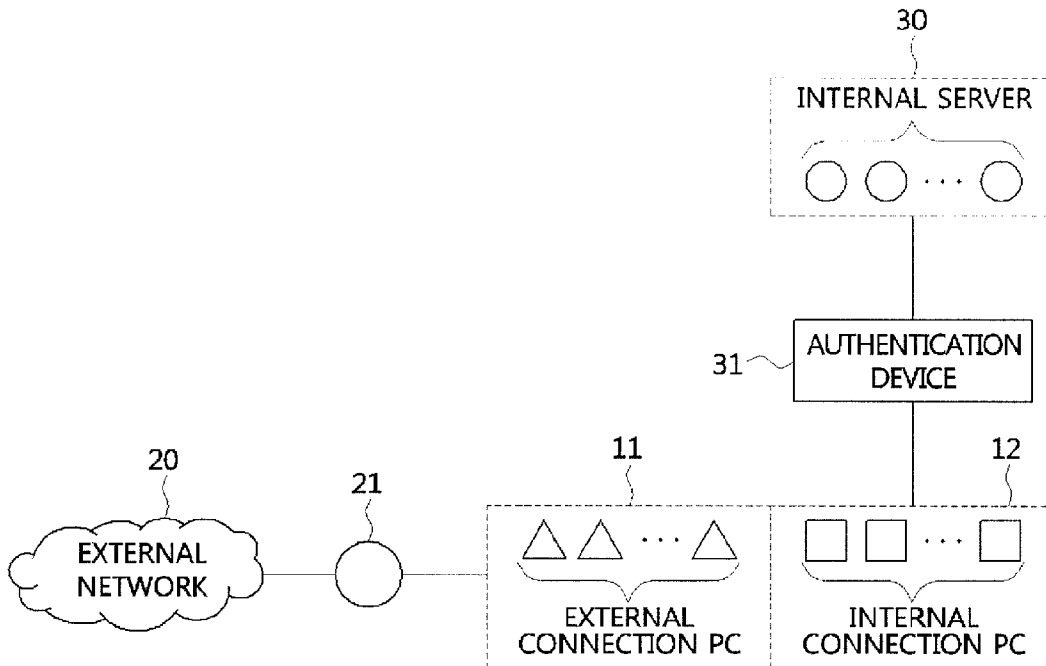 30
INTERNAL SERVER
...
31
AUTHENTICATION
DEVICE
20
21
11
12
EXTERNAL
NETWORK
...
...
EXTERNAL
CONNECTION PC
INTERNAL
CONNECTION PC